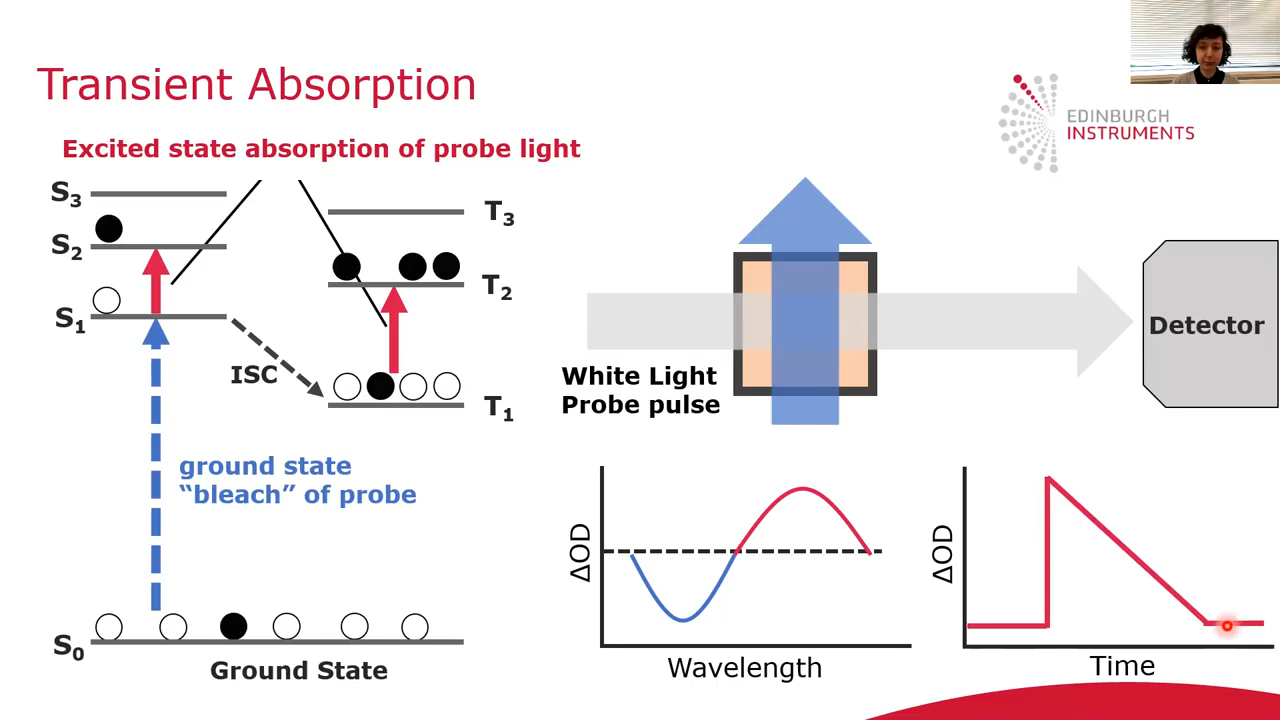 Transient Absorption
EDINBURGH
INSTRUMENTS
Excited state absorption of probe light
S3
S2
S1
T3
T2
T1
ISC
White Light
Probe pulse
Detector
ground state
“bleach” of probe
S0
Ground State
ΔOD
Wavelength
ΔOD
Time